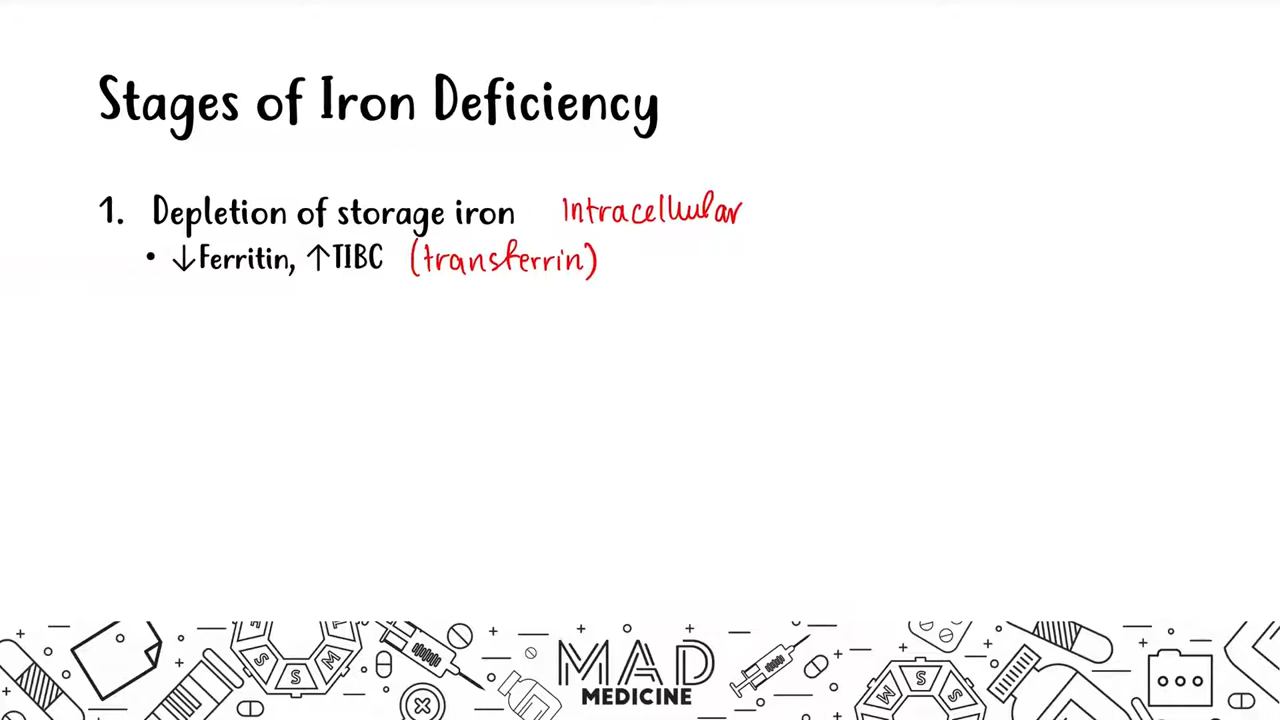 Stages of Iron Deficiency
1. Depletion of storage iron Intracellular
• ↓Ferritin, ↑TIBC (transferrin)
S S M
MAD
MEDICINE
M S S